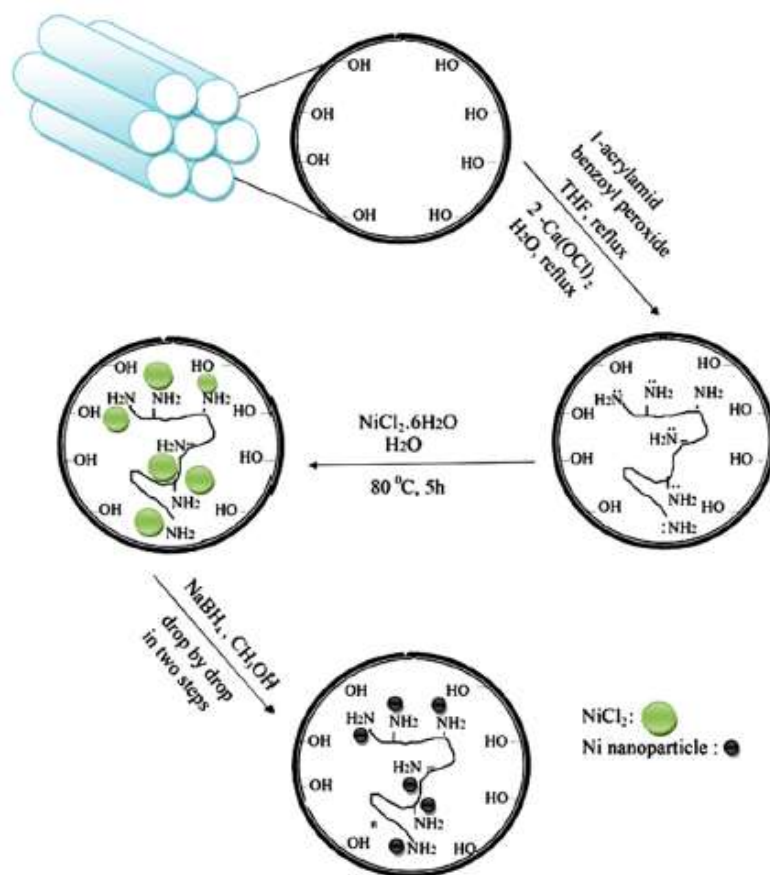 OH HO
OH HO
OH HO
OH HO
1-acrylamid
benzoyl peroxide
THF, reflux
2 -Ca(OCl)2
H2O, reflux
OH HO
H2N NH2 NH2
OH HO
H2N
OH HO
NH2
OH HO
:NH2
NiCl2.6H2O
H2O
80 0C, 5h
OH HO
H2N NH2 NH2
OH HO
H2N
OH HO
NH2
OH HO
NH2
NaBH4 , CH3OH
drop by drop
in two steps
OH HO
H2N NH2 NH2
OH HO
H2N
OH HO
NH2
OH NH2 HO
NiCl2:
Ni nanoparticle :